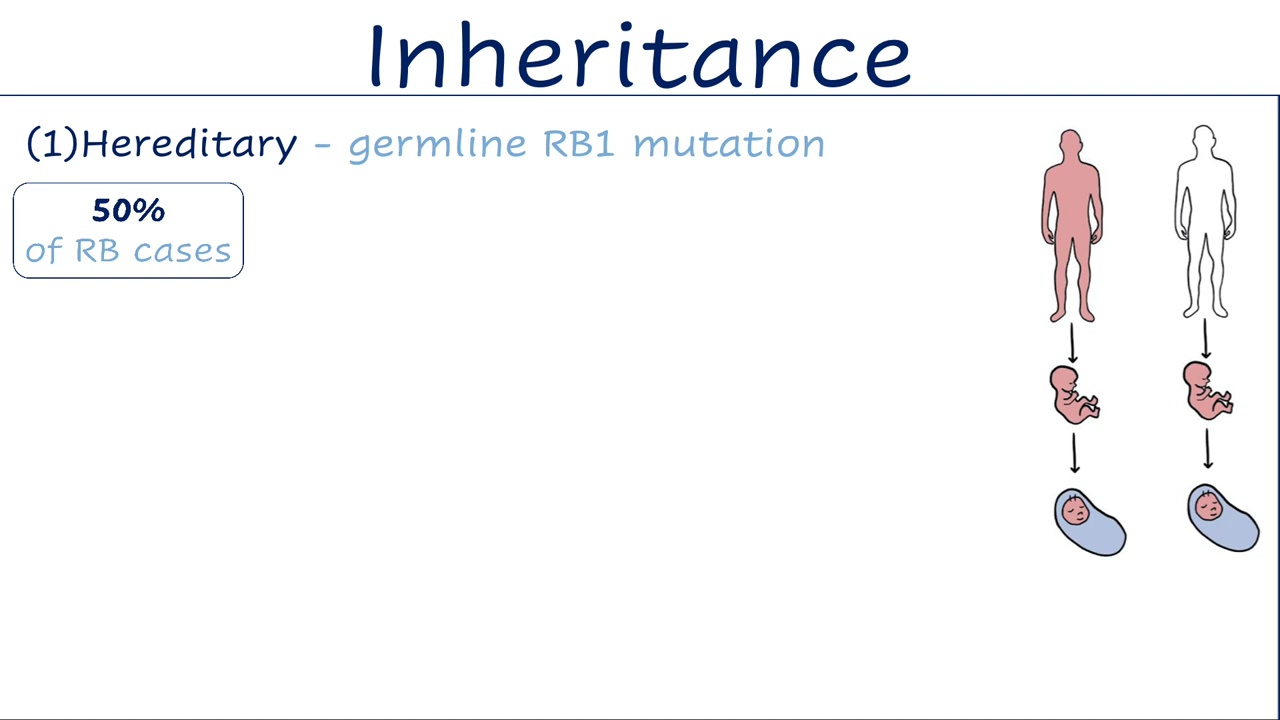 Inheritance
(1)Hereditary - germline RB1 mutation
50%
of RB cases